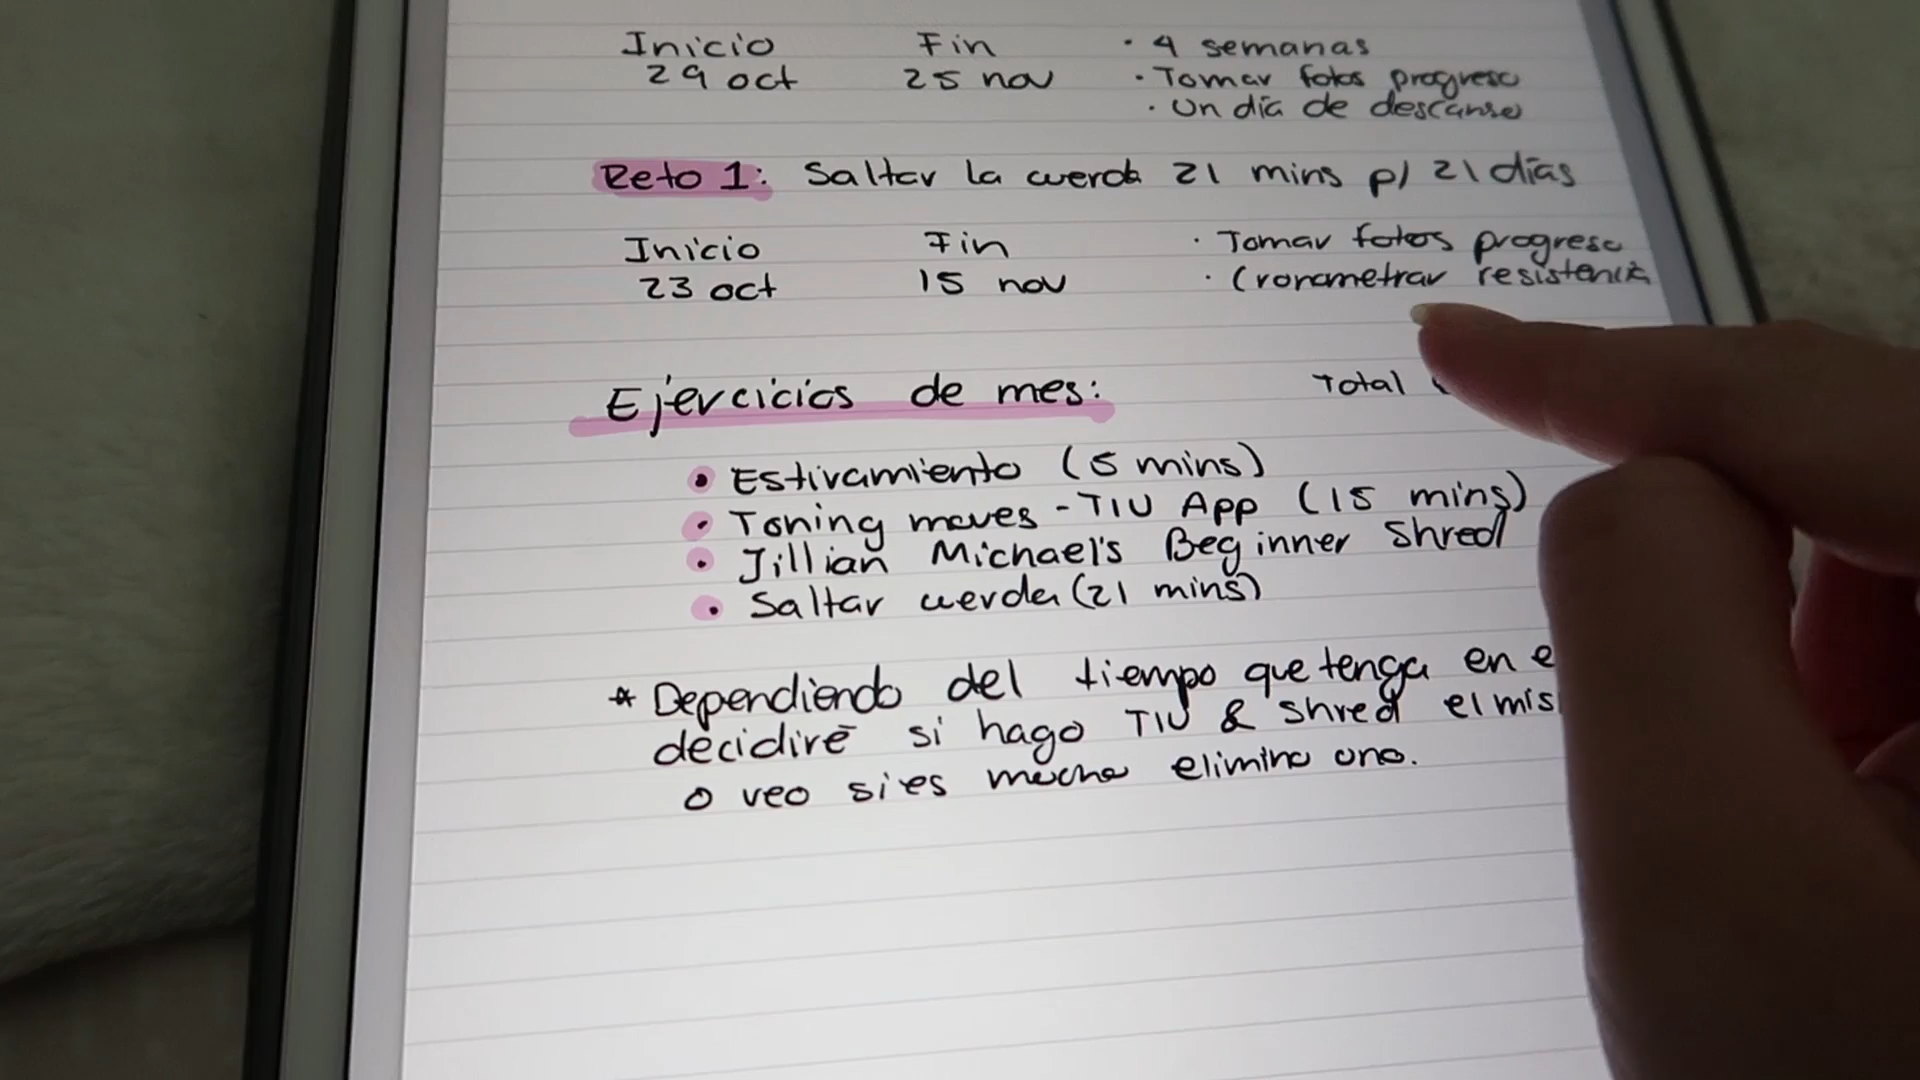 Inicio Fin · 4 semanas
29 oct 25 nov · Tomar fotos progreso
· Un día de descanso
Reto 1: Saltar la cuerda 21 mins p/ 21 días
Inicio Fin · Tomar fotos progreso
23 oct 15 nov · Cronometrar resistencia
Ejercicios de mes: Total
• Estiramiento (5 mins)
• Toning moves - TIU App (15 mins)
• Jillian Michael's Beginner Shred
• Saltar cuerda (21 mins)
* Dependiendo del tiempo que tenga en e
decidiré si hago TIU & Shred el mis
o veo si es mucho elimino uno.